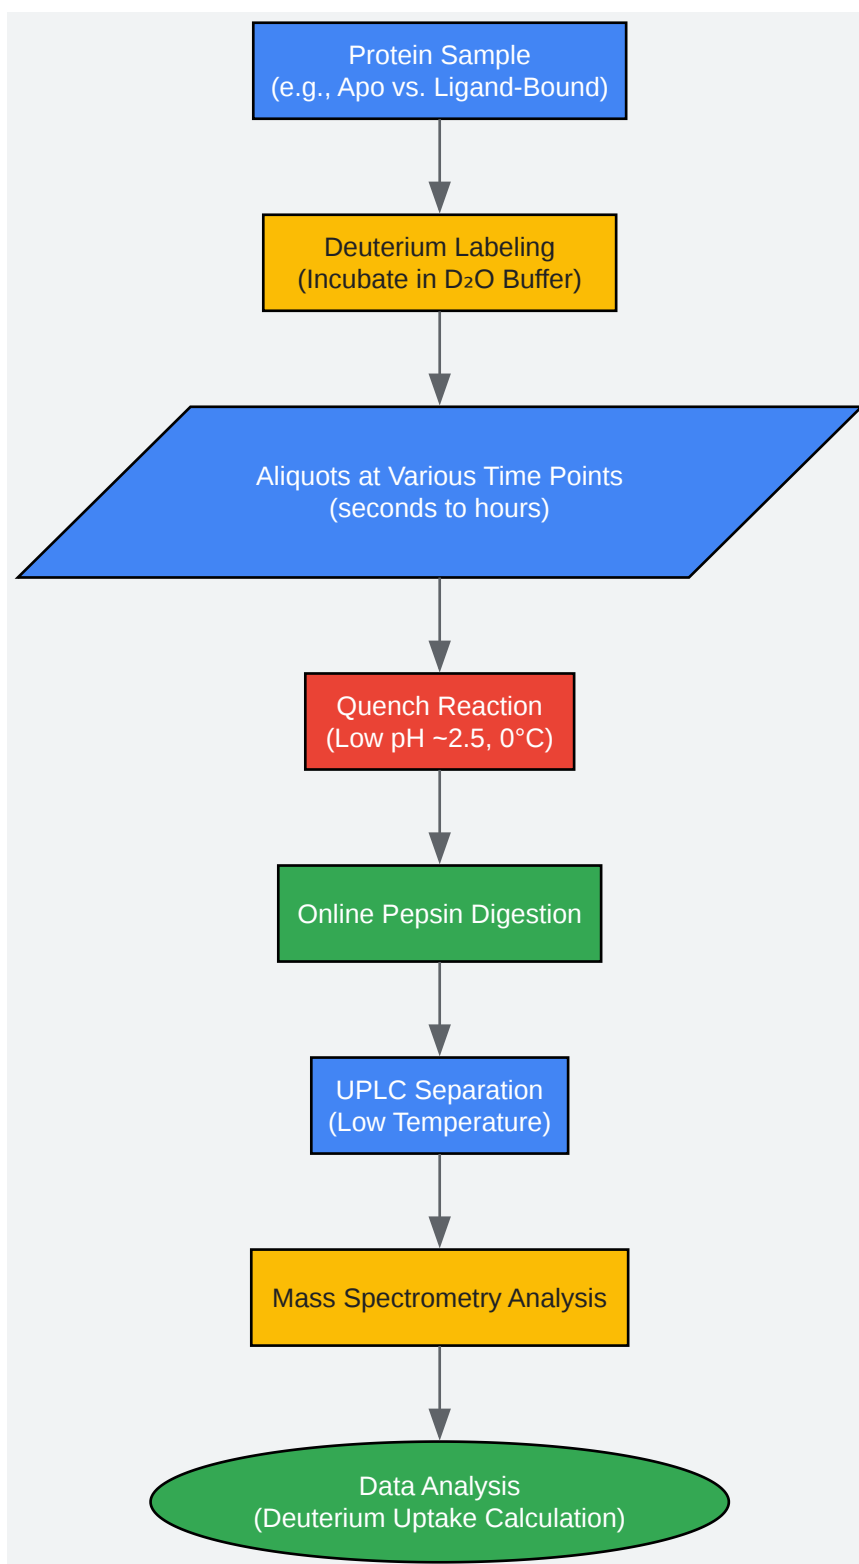 Protein Sample
(e.g., Apo vs. Ligand-Bound)
Deuterium Labeling
(Incubate in D₂O Buffer)
Aliquots at Various Time Points
(seconds to hours)
Quench Reaction
(Low pH ~2.5, 0°C)
Online Pepsin Digestion
UPLC Separation
(Low Temperature)
Mass Spectrometry Analysis
Data Analysis
(Deuterium Uptake Calculation)